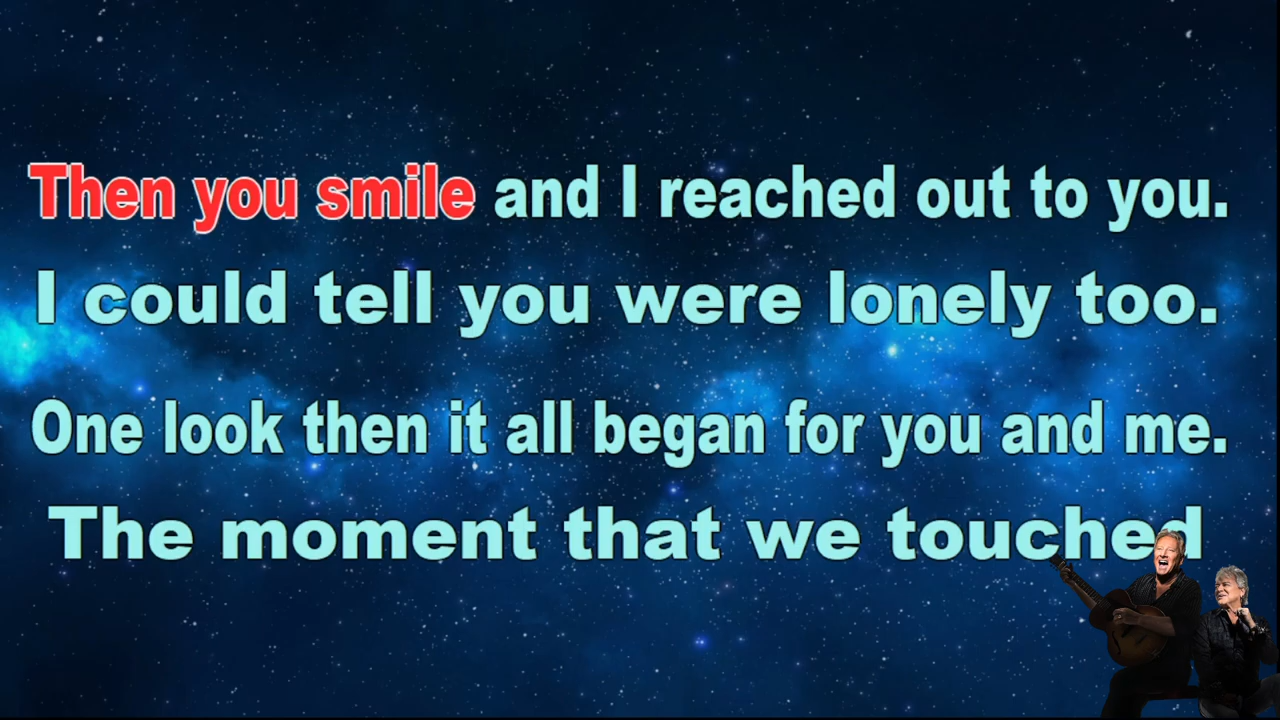 Then you smile and I reached out to you.
I could tell you were lonely too.
One look then it all began for you and me.
The moment that we touched